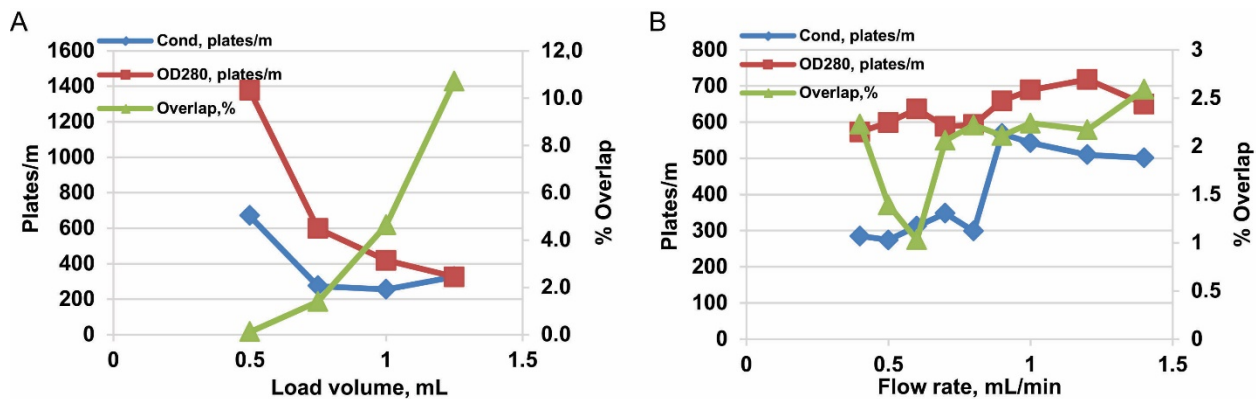 A
Cond, plates/m
OD280, plates/m
Overlap,%
Plates/m
1600
1400
1200
1000
800
600
400
200
0
12.0
10.0
8.0
6.0
4.0
2.0
0.0
% Overlap
0 0.5 1 1.5
Load volume, mL
B
Cond, plates/m
OD280, plates/m
Overlap,%
Plates/m
800
700
600
500
400
300
200
100
0
3
2.5
2
1.5
1
0.5
0
% Overlap
0 0.5 1 1.5
Flow rate, mL/min